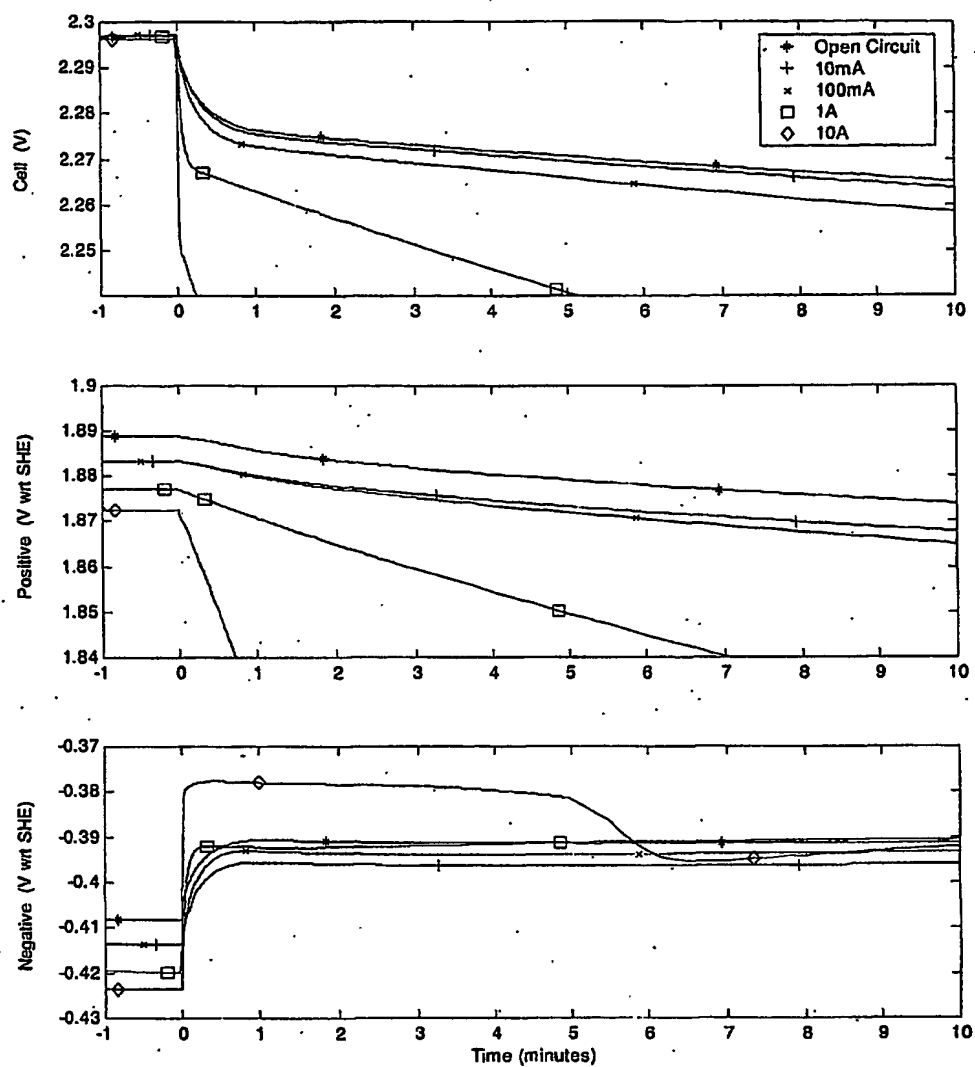 2.3
2.29
2.28
2.27
2.26
2.25
Cell (V)
Open Circuit
10mA
100mA
1A
10A
-1 0 1 2 3 4 5 6 7 8 9 10
1.9
1.89
1.88
1.87
1.86
1.85
1.84
Positive (V wrt SHE)
-1 0 1 2 3 4 5 6 7 8 9 10
-0.37
-0.38
-0.39
-0.4
-0.41
-0.42
-0.43
Negative (V wrt SHE)
-1 0 1 2 3 4 5 6 7 8 9 10
Time (minutes)